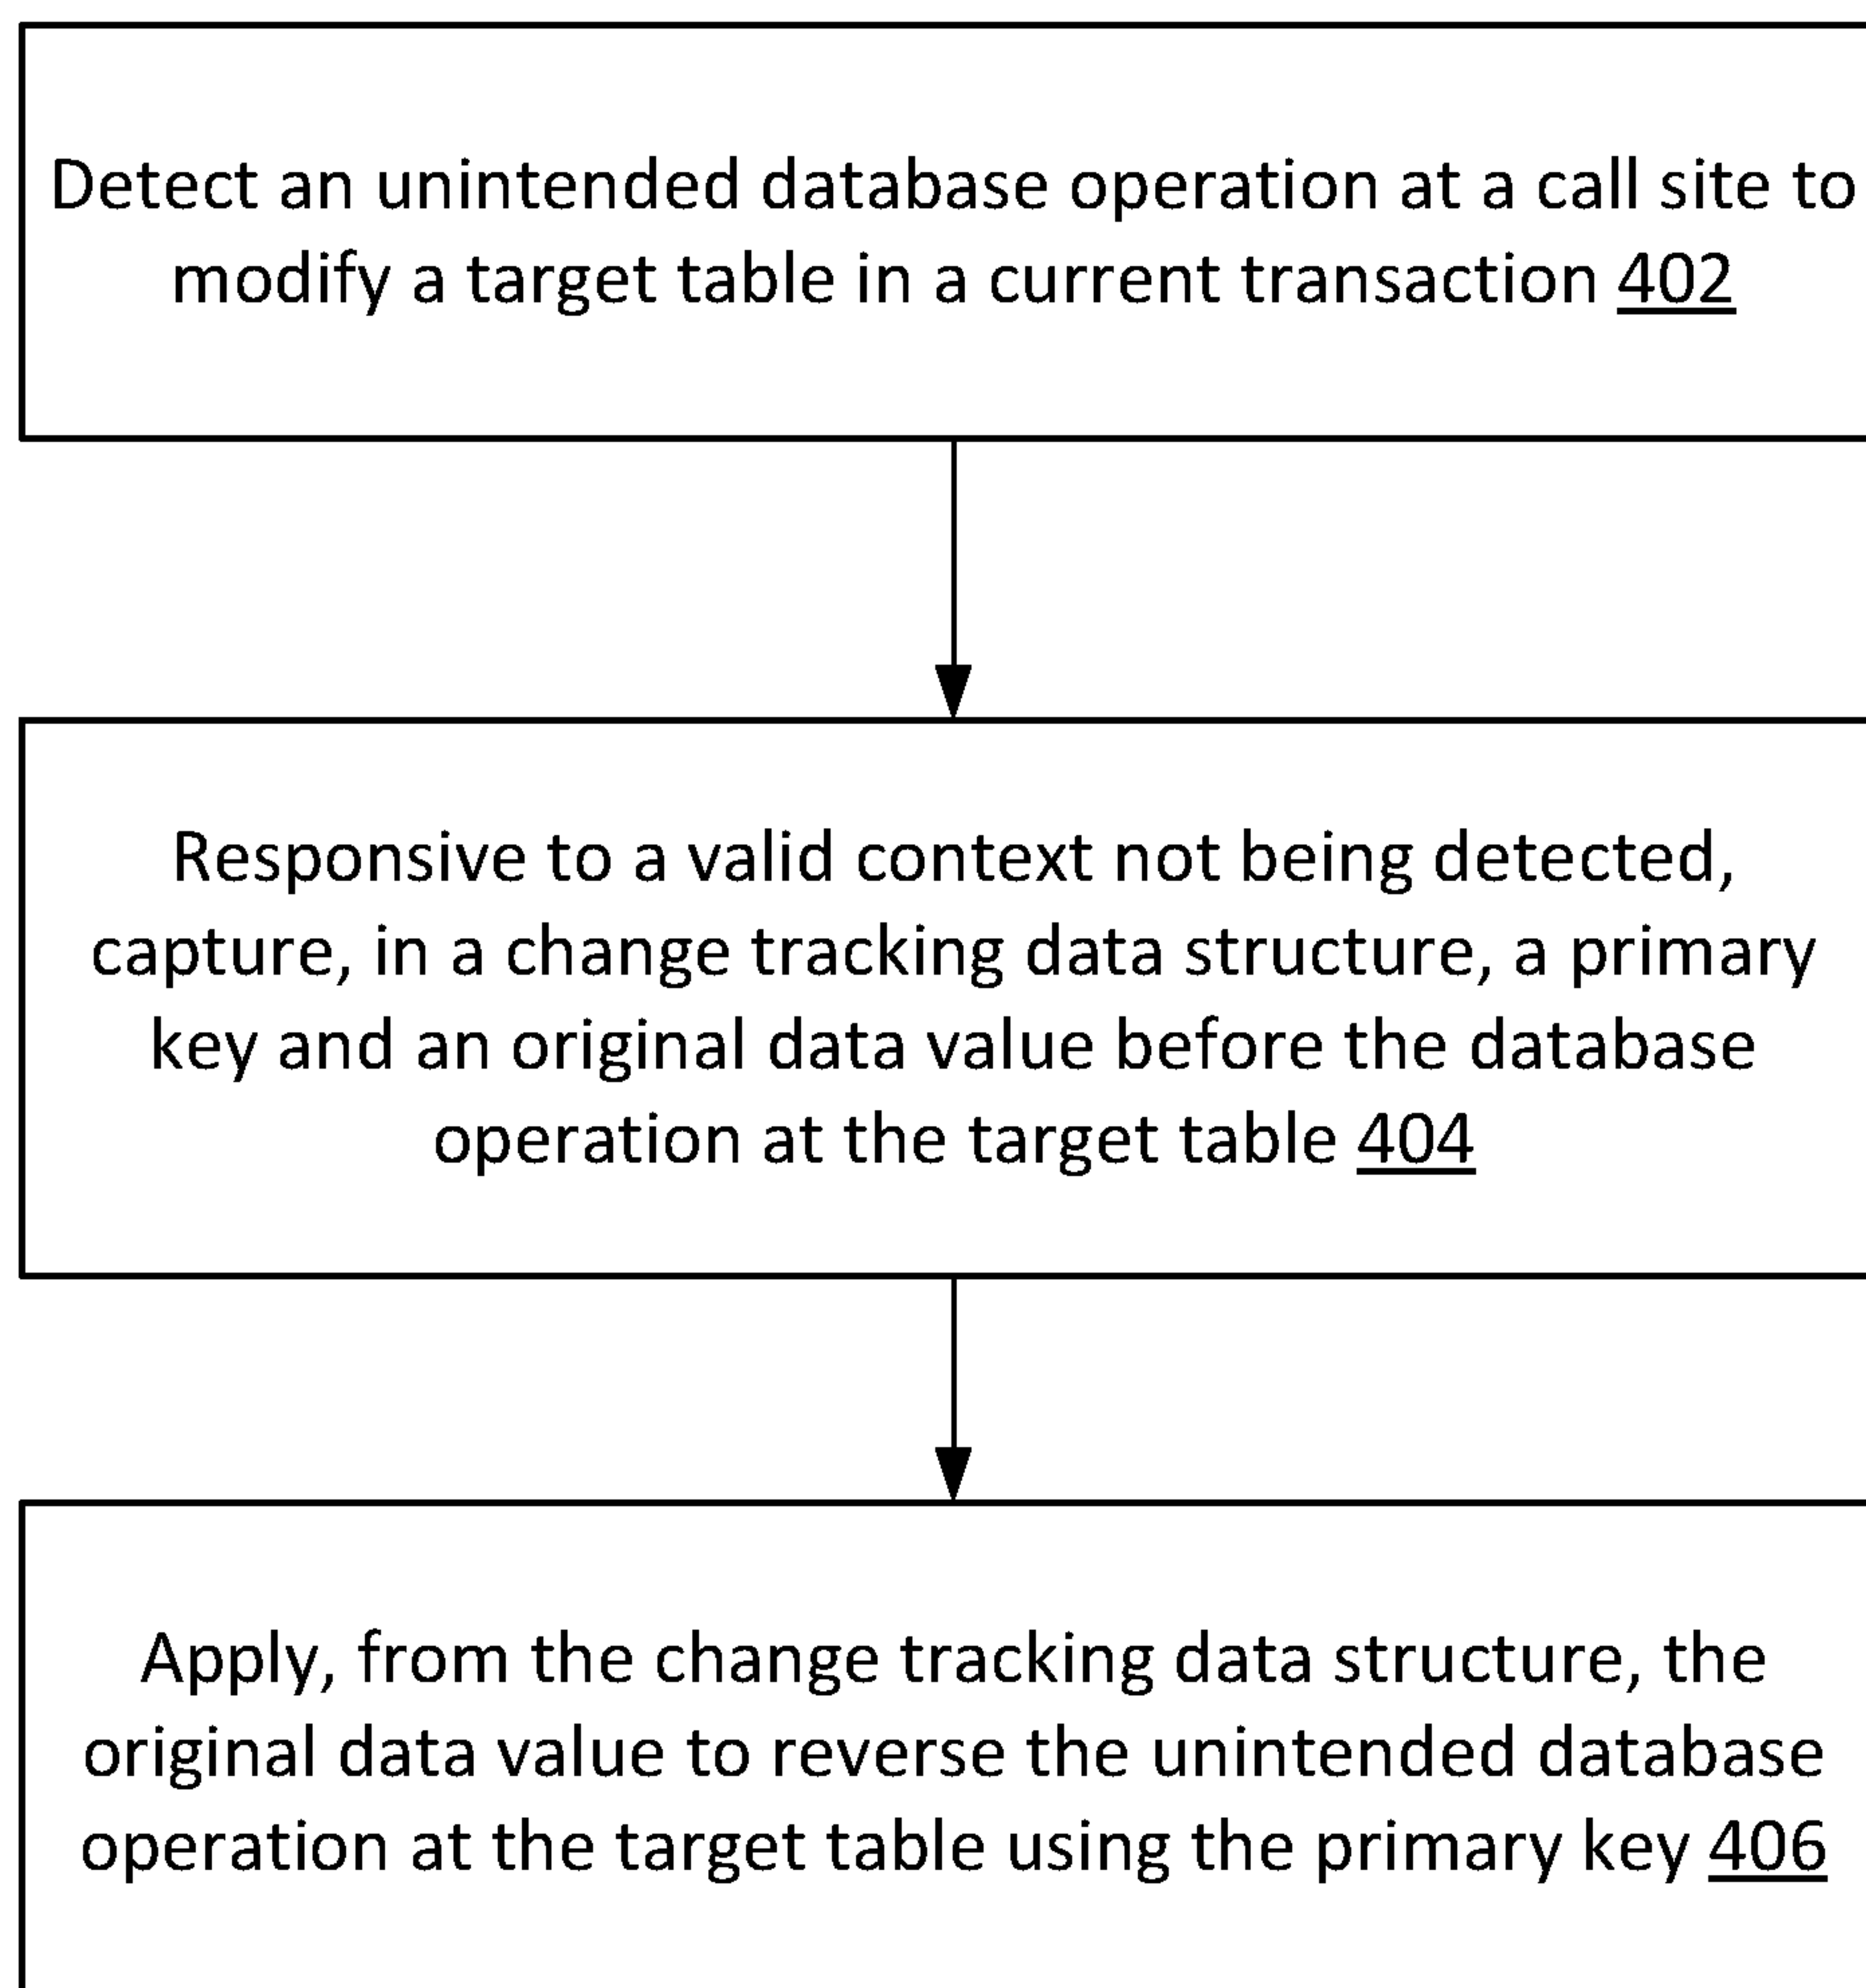 Detect an unintended database operation at a call site to
modify a target table in a current transaction 402
Responsive to a valid context not being detected,
capture, in a change tracking data structure, a primary
key and an original data value before the database
operation at the target table 404
Apply, from the change tracking data structure, the
original data value to reverse the unintended database
operation at the target table using the primary key 406